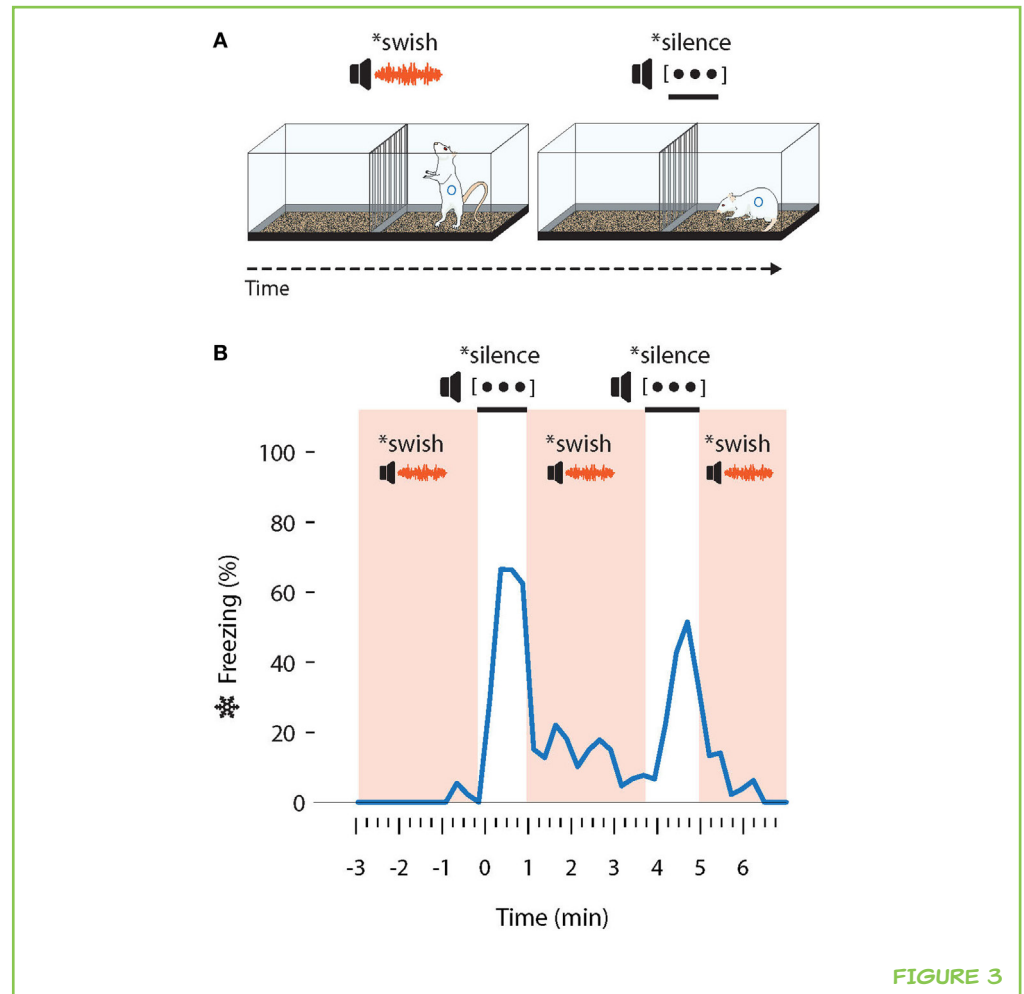 A
*swish
*silence
[•••]
Time
B
*silence
*silence
[•••]
[•••]
*swish
*swish
*swish
100
80
60
40
20
0
Freezing (%)
-3 -2 -1 0 1 2 3 4 5 6
Time (min)
FIGURE 3